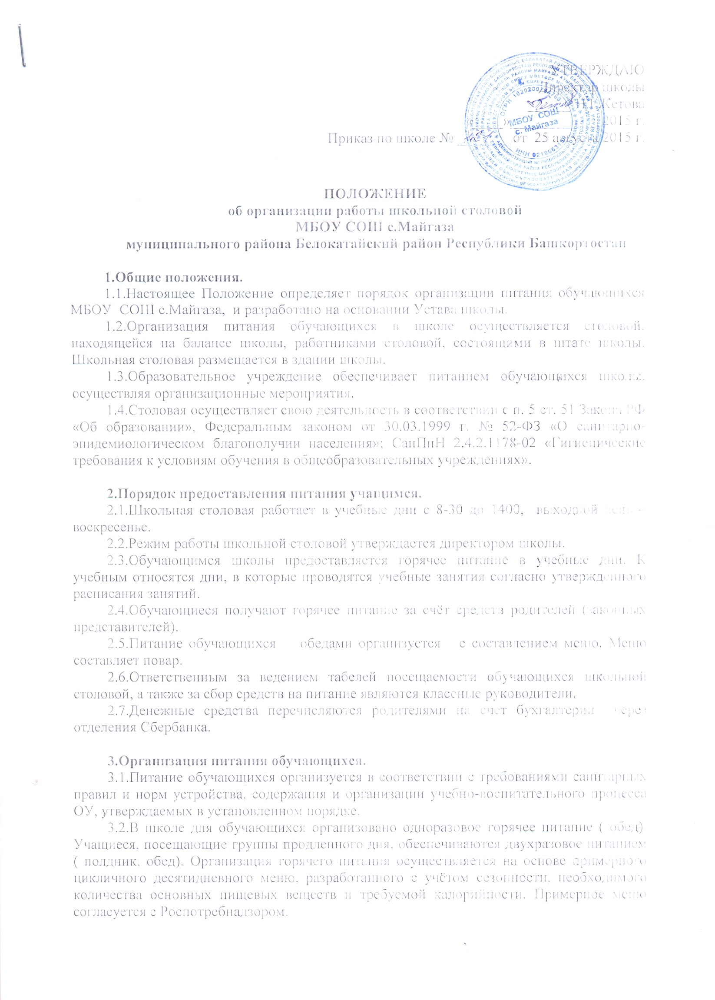 УТВЕРЖДАЮ
Директор школы
Кетова
« » 2015 г.
Приказ по школе № от 25 августа 2015 г.
ОГРН
МБОУ СОШ
с. Майгаза
ИНН
ПОЛОЖЕНИЕ
об организации работы школьной столовой
МБОУ СОШ с.Майгаза
муниципального района Белокатайский район Республики Башкортостан
1.Общие положения.
1.1.Настоящее Положение определяет порядок организации питания обучающихся
МБОУ СОШ с.Майгаза, и разработано на основании Устава школы.
1.2.Организация питания обучающихся в школе осуществляется столовой,
находящейся на балансе школы, работниками столовой, состоящими в штате школы.
Школьная столовая размещается в здании школы.
1.3.Образовательное учреждение обеспечивает питанием обучающихся школы,
осуществляя организационные мероприятия.
1.4.Столовая осуществляет свою деятельность в соответствии с п. 5 ст. 51 Закона РФ
«Об образовании», Федеральным законом от 30.03.1999 г. № 52-ФЗ «О санитарно-
эпидемиологическом благополучии населения»; СанПиН 2.4.2.1178-02 «Гигиенические
требования к условиям обучения в общеобразовательных учреждениях».
2.Порядок предоставления питания учащимся.
2.1.Школьная столовая работает в учебные дни с 8-30 до 1400, выходной день -
воскресенье.
2.2.Режим работы школьной столовой утверждается директором школы.
2.3.Обучающимся школы предоставляется горячее питание в учебные дни. К
учебным относятся дни, в которые проводятся учебные занятия согласно утвержденного
расписания занятий.
2.4.Обучающиеся получают горячее питание за счёт средств родителей (законных
представителей).
2.5.Питание обучающихся обедами организуется с составлением меню. Меню
составляет повар.
2.6.Ответственным за ведением табелей посещаемости обучающихся школьной
столовой, а также за сбор средств на питание являются классные руководители.
2.7.Денежные средства перечисляются родителями на счет бухгалтерии через
отделения Сбербанка.
3.Организация питания обучающихся.
3.1.Питание обучающихся организуется в соответствии с требованиями санитарных
правил и норм устройства, содержания и организации учебно-воспитательного процесса
ОУ, утверждаемых в установленном порядке.
3.2.В школе для обучающихся организовано одноразовое горячее питание ( обед)
Учащиеся, посещающие группы продленного дня, обеспечиваются двухразовое питанием
( полдник, обед). Организация горячего питания осуществляется на основе примерного
цикличного десятидневного меню, разработанного с учётом сезонности, необходимого
количества основных пищевых веществ и требуемой калорийности. Примерное меню
согласуется с Роспотребнадзором.